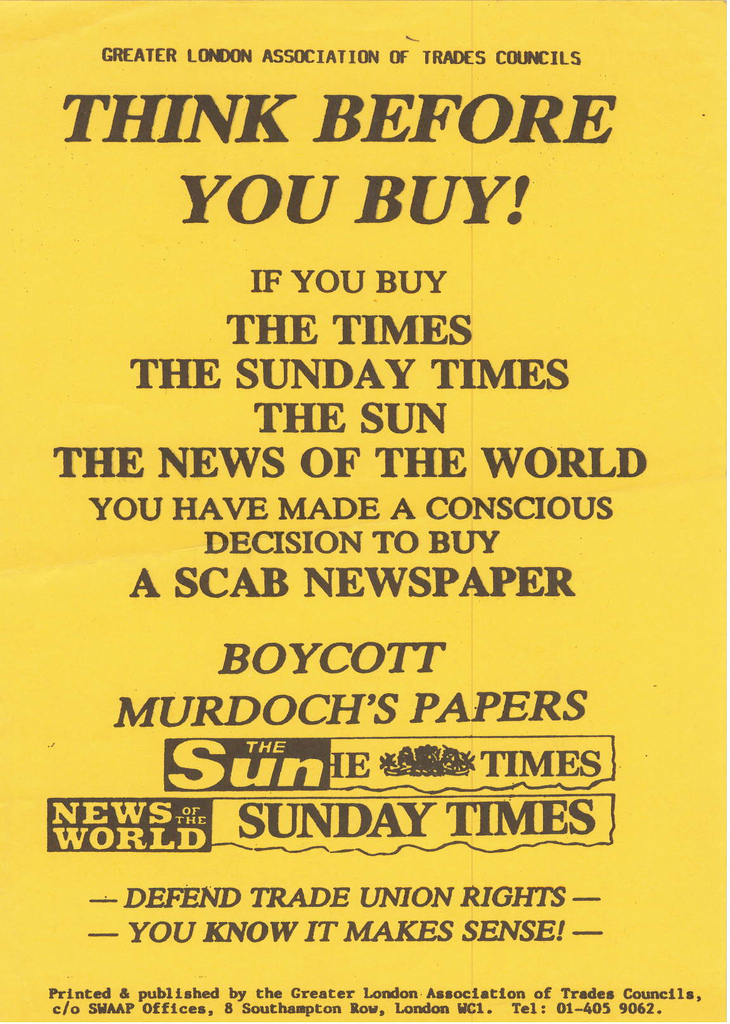 GREATER LONDON ASSOCIATION OF TRADES COUNCILS
THINK BEFORE
YOU BUY!
IF YOU BUY
THE TIMES
THE SUNDAY TIMES
THE SUN
THE NEWS OF THE WORLD
YOU HAVE MADE A CONSCIOUS
DECISION TO BUY
A SCAB NEWSPAPER
BOYCOTT
MURDOCH'S PAPERS
THE Sun HE TIMES
NEWS OF THE WORLD SUNDAY TIMES
— DEFEND TRADE UNION RIGHTS —
— YOU KNOW IT MAKES SENSE! —
Printed & published by the Greater London Association of Trades Councils,
c/o SWAAP Offices, 8 Southampton Row, London WC1. Tel: 01-405 9062.